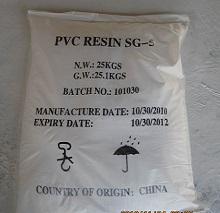 PVC RESIN SG-5
N.W.: 25KGS
G.W.: 25.1KGS
BATCH NO.: 101030
MANUFACTURE DATE: 10/30/2010
EXPIRY DATE: 10/30/2012
COUNTRY OF ORIGIN: CHINA